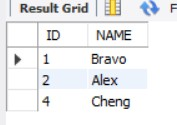 Result Grid F
ID NAME
1 Bravo
2 Alex
4 Cheng